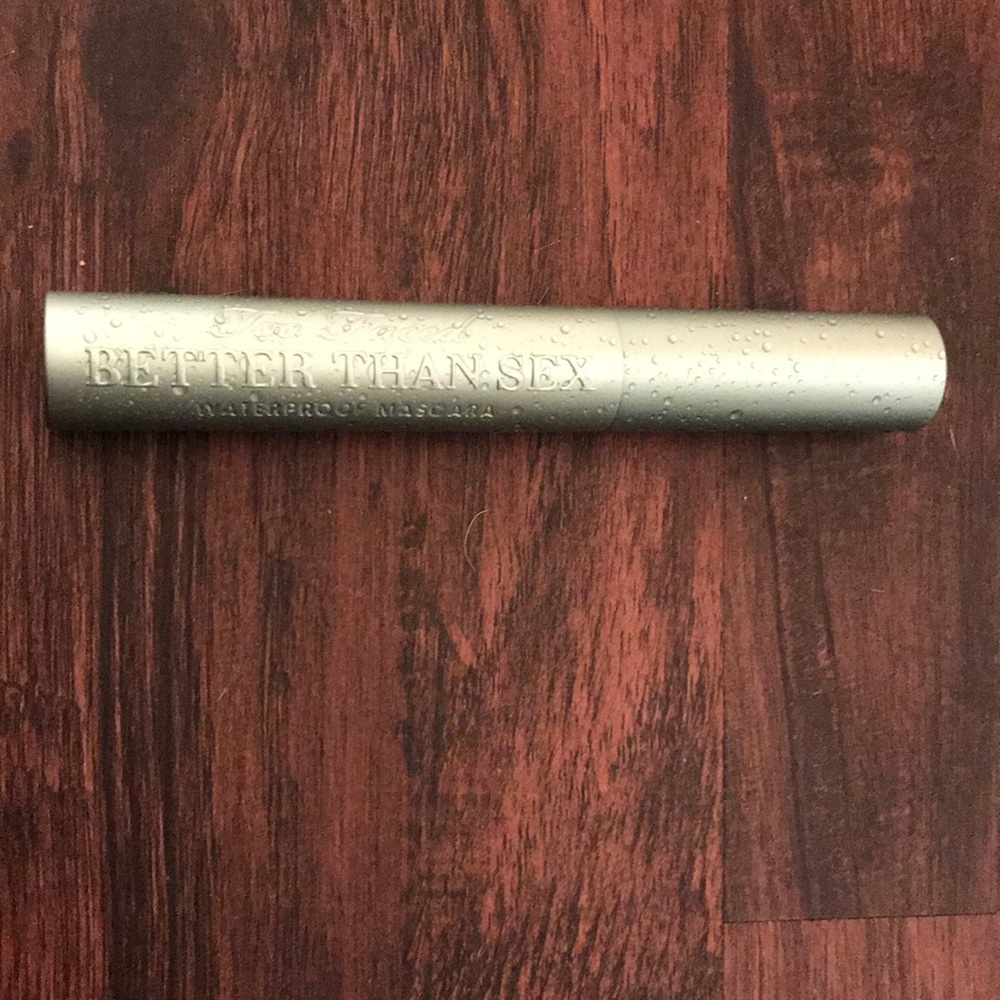 Too Faced
BETTER THAN SEX
WATERPROOF MASCARA